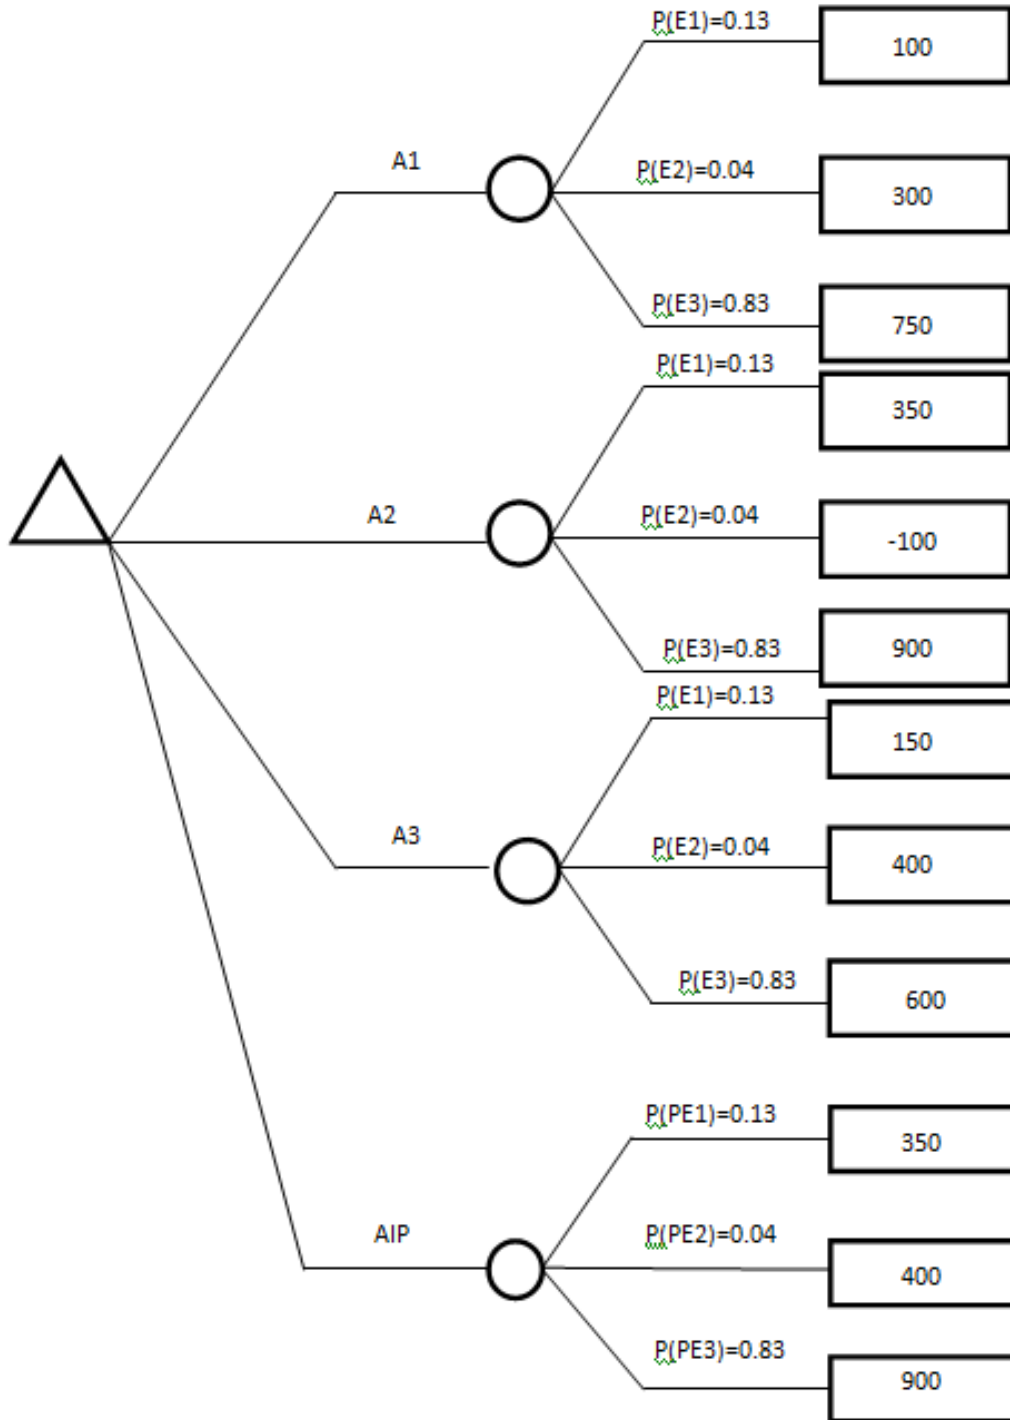 P(E1)=0.13
100
A1
P(E2)=0.04
300
P(E3)=0.83
750
P(E1)=0.13
350
A2
P(E2)=0.04
-100
P(E3)=0.83
900
P(E1)=0.13
150
A3
P(E2)=0.04
400
P(E3)=0.83
600
P(PE1)=0.13
350
AIP
P(PE2)=0.04
400
P(PE3)=0.83
900